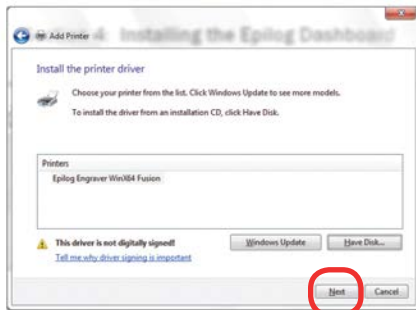 Add Printer
4: Installing the Epilog Dashboard
Install the printer driver
Choose your printer from the list. Click Windows Update to see more models.
To install the driver from an installation CD, click Have Disk.
Printers
Epilog Engraver WinX64 Fusion
This driver is not digitally signed!
Tell me why driver signing is important
Windows Update
Have Disk...
Next
Cancel